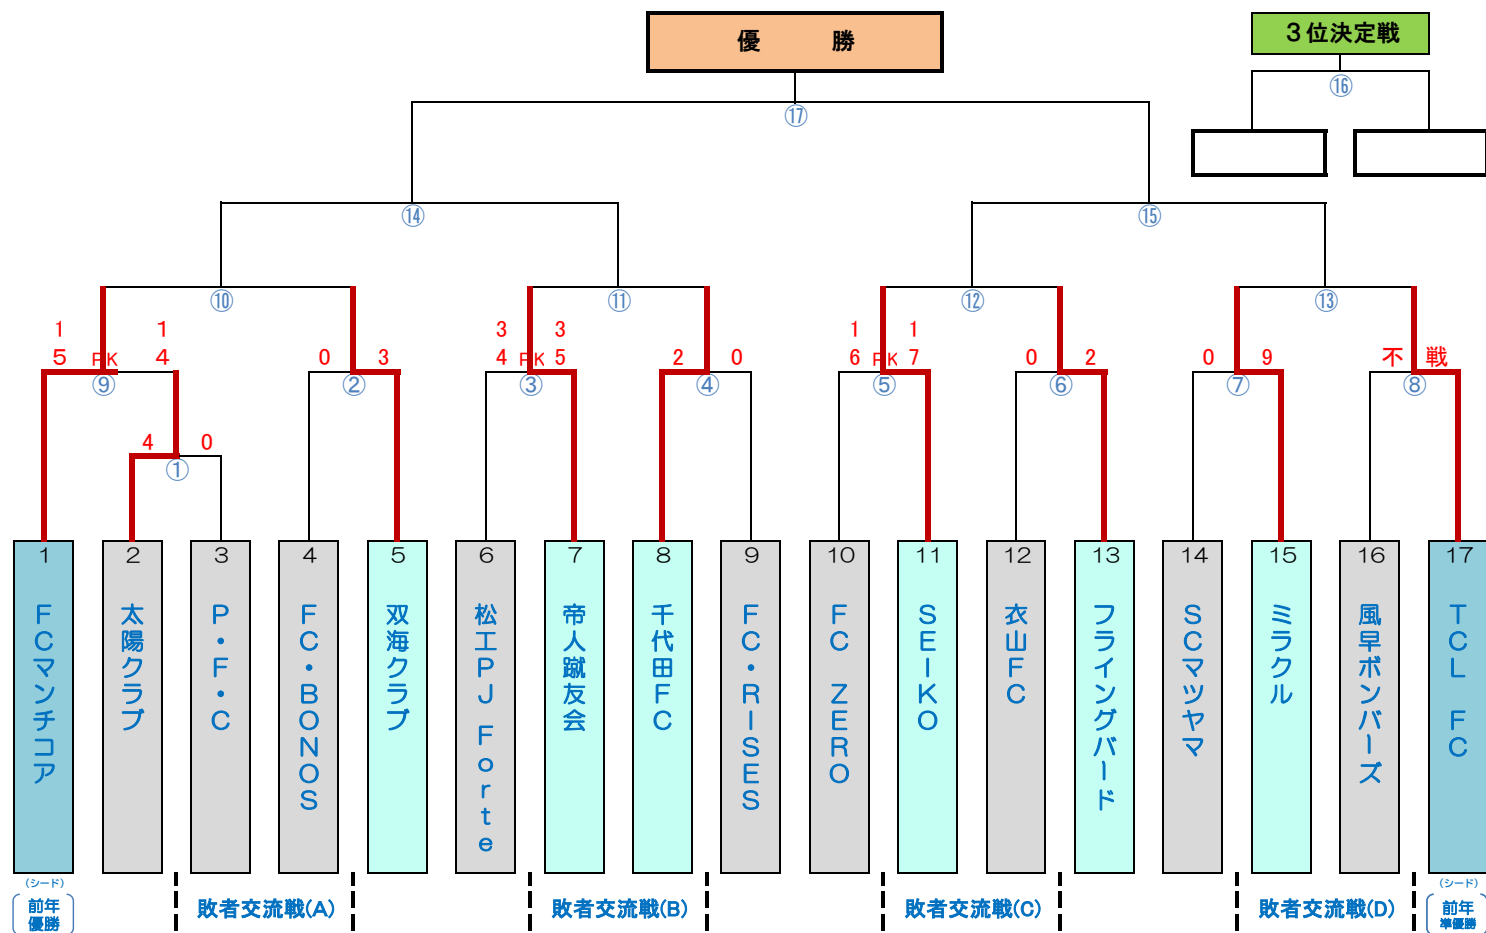 優　勝
３位決定戦
⑯
⑰
⑭
⑮
⑩
⑪
⑫
⑬
1 1 3 3 1 1
5 PK 4 0 3 4 PK 5 2 0 6 PK 7 0 2 0 9 不 戦
⑨ ② ③ ④ ⑤ ⑥ ⑦ ⑧
4 0
①
1 2 3 4 5 6 7 8 9 10 11 12 13 14 15 16 17
FCマンチコア
太陽クラブ
P・F・C
FC・BONOS
双海クラブ
松工PJ Forte
帝人蹴友会
千代田FC
FC・RISES
FC ZERO
SEIKO
衣山FC
フライングバード
SCマツヤマ
ミラクル
風早ボンバーズ
TCL FC
(シード)
前年
優勝
敗者交流戦(A)
敗者交流戦(B)
敗者交流戦(C)
敗者交流戦(D)
(シード)
前年
準優勝